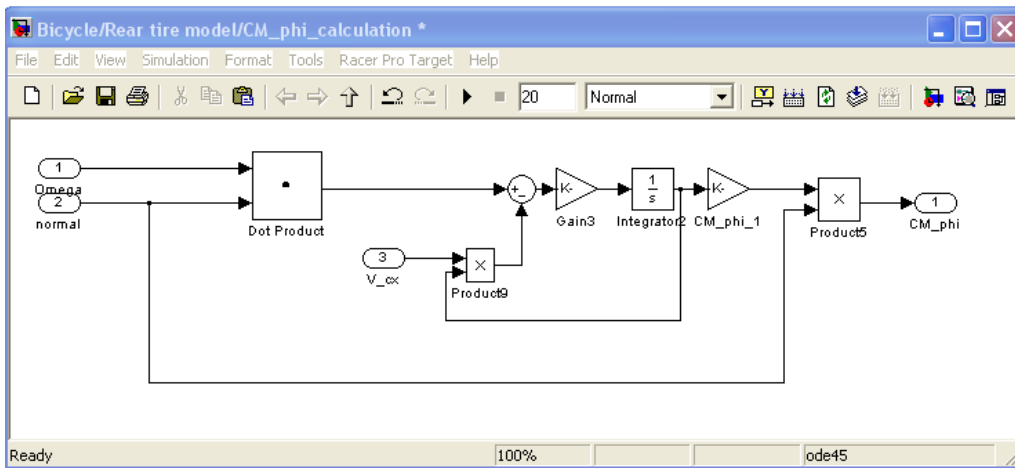 Bicycle/Rear tire model/CM_phi_calculation *
File Edit View Simulation Format Tools Racer Pro Target Help
20 Normal
1
Omega
2
normal
Dot Product
3
V_cx
×
Product9
+
-
K-
Gain3
1
s
Integrator2
K-
CM_phi_1
×
Product5
1
CM_phi
Ready 100% ode45